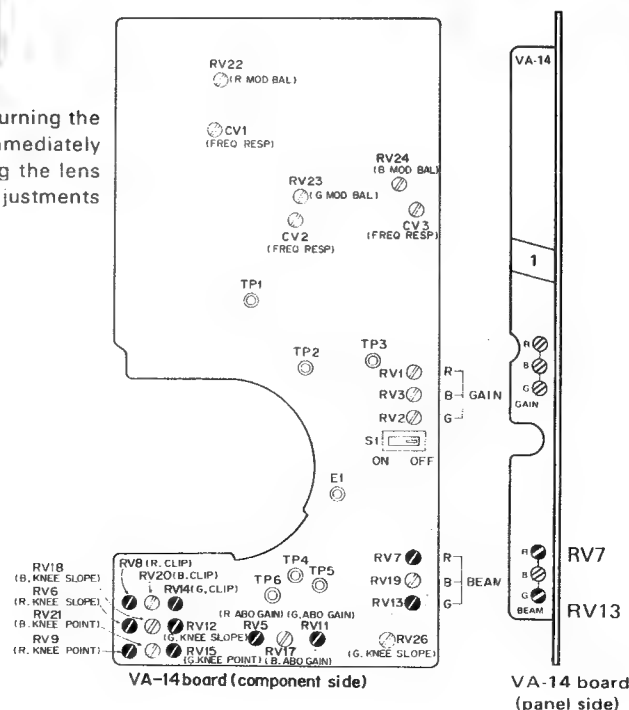 urning the
mediately
g the lens
justments
RV22
(R MOD BAL)
CV1
(FREQ RESP)
RV24
(B MOD BAL)
RV23
(G MOD BAL)
CV2
(FREQ RESP)
CV3
(FREQ RESP)
TP1
TP2
TP3
RV1 R
RV3 B GAIN
RV2 G
S1
ON OFF
E1
RV7 R
RV19 B BEAM
RV13 G
TP4
TP5
TP6
RV18
(B. KNEE SLOPE)
RV6
(R. KNEE SLOPE)
RV21
(B. KNEE POINT)
RV9
(R. KNEE POINT)
RV8 (R. CLIP)
RV20 (B. CLIP)
RV14 (G. CLIP)
RV12
(G. KNEE SLOPE)
RV15
(G. KNEE POINT)
(R ABO GAIN) (G. ABO GAIN)
RV5 RV11
RV17
(B. ABO GAIN)
RV26
(G. KNEE SLOPE)
VA-14 board (component side)
VA-14
1
R
B
G
GAIN
R RV7
B
G
BEAM RV13
VA-14 board
(panel side)